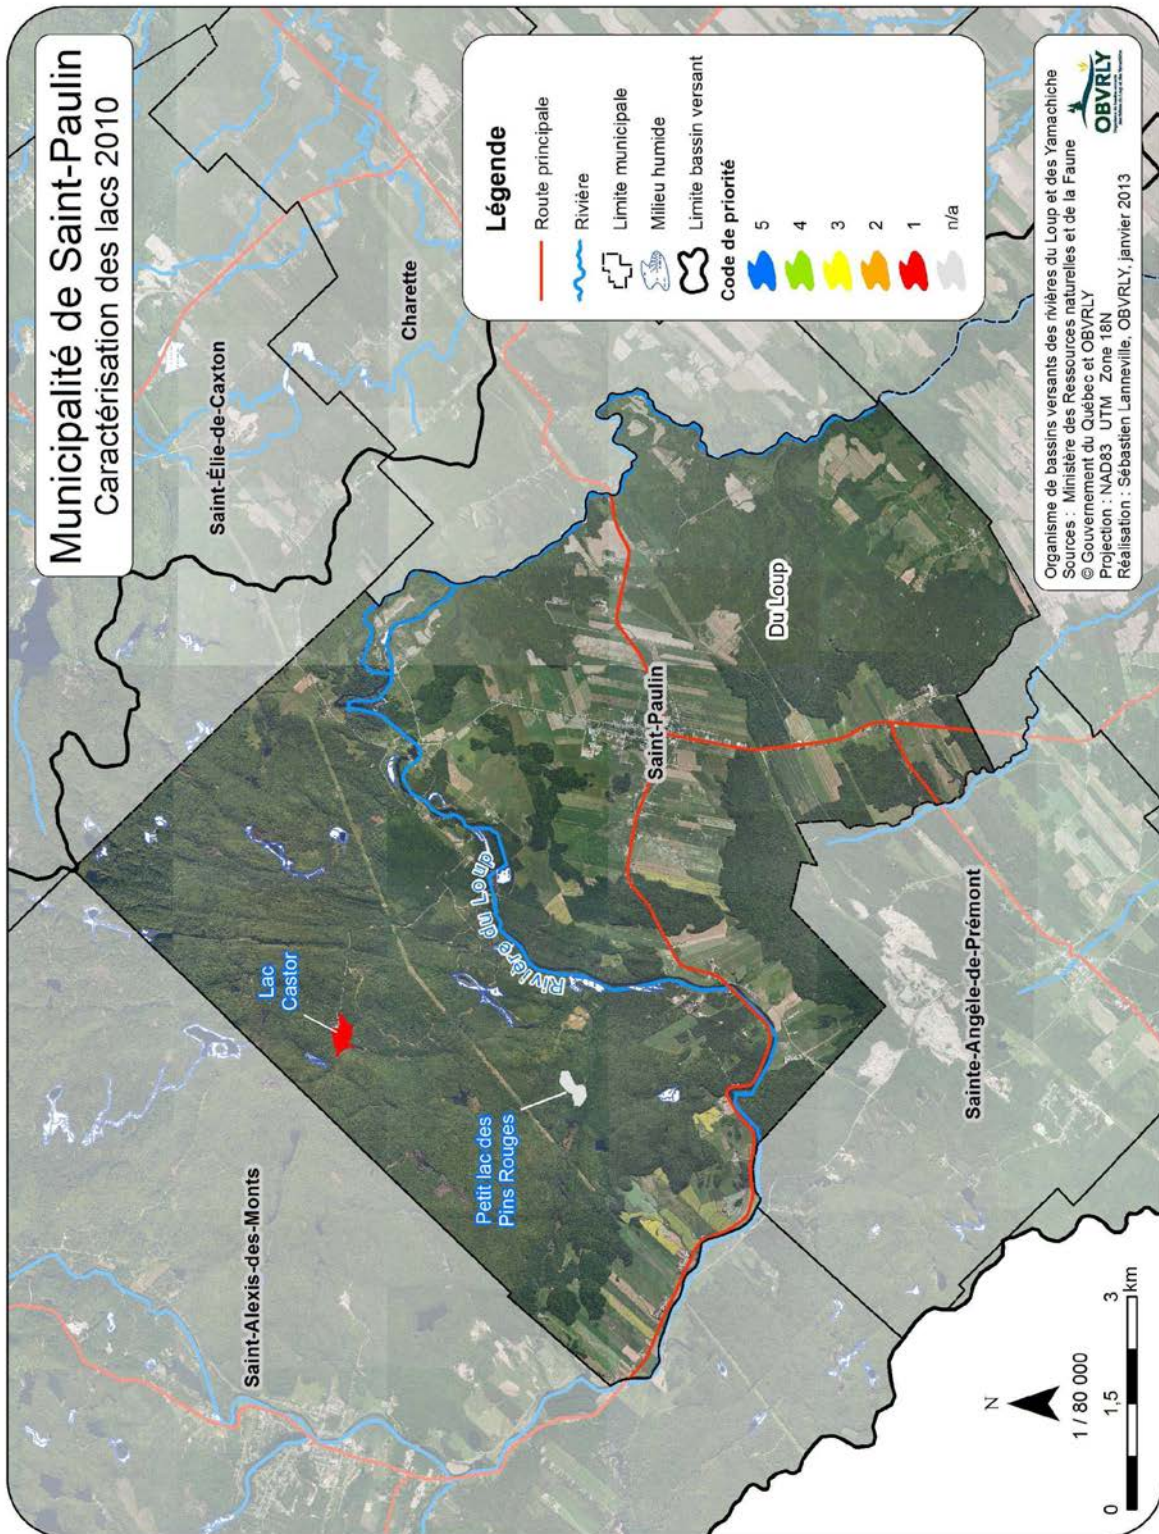 Municipalité de Saint-Paulin
Caractérisation des lacs 2010
Saint-Élie-de-Caxton
Charette
Saint-Alexis-des-Monts
Lac
Castor
Petit lac des
Pins Rouges
Rivière du Loup
Saint-Paulin
Du Loup
Sainte-Angèle-de-Prémont
Légende
Route principale
Rivière
Limite municipale
Milieu humide
Limite bassin versant
Code de priorité
5
4
3
2
1
n/a
N
1 / 80 000
0 1,5 3
km
Organisme de bassins versants des rivières du Loup et des Yamachiche
Sources : Ministère des Ressources naturelles et de la Faune
© Gouvernement du Québec et OBVRLY
Projection : NAD83 UTM Zone 18N
Réalisation : Sébastien Lanneville, OBVRLY, janvier 2013
OBVRLY